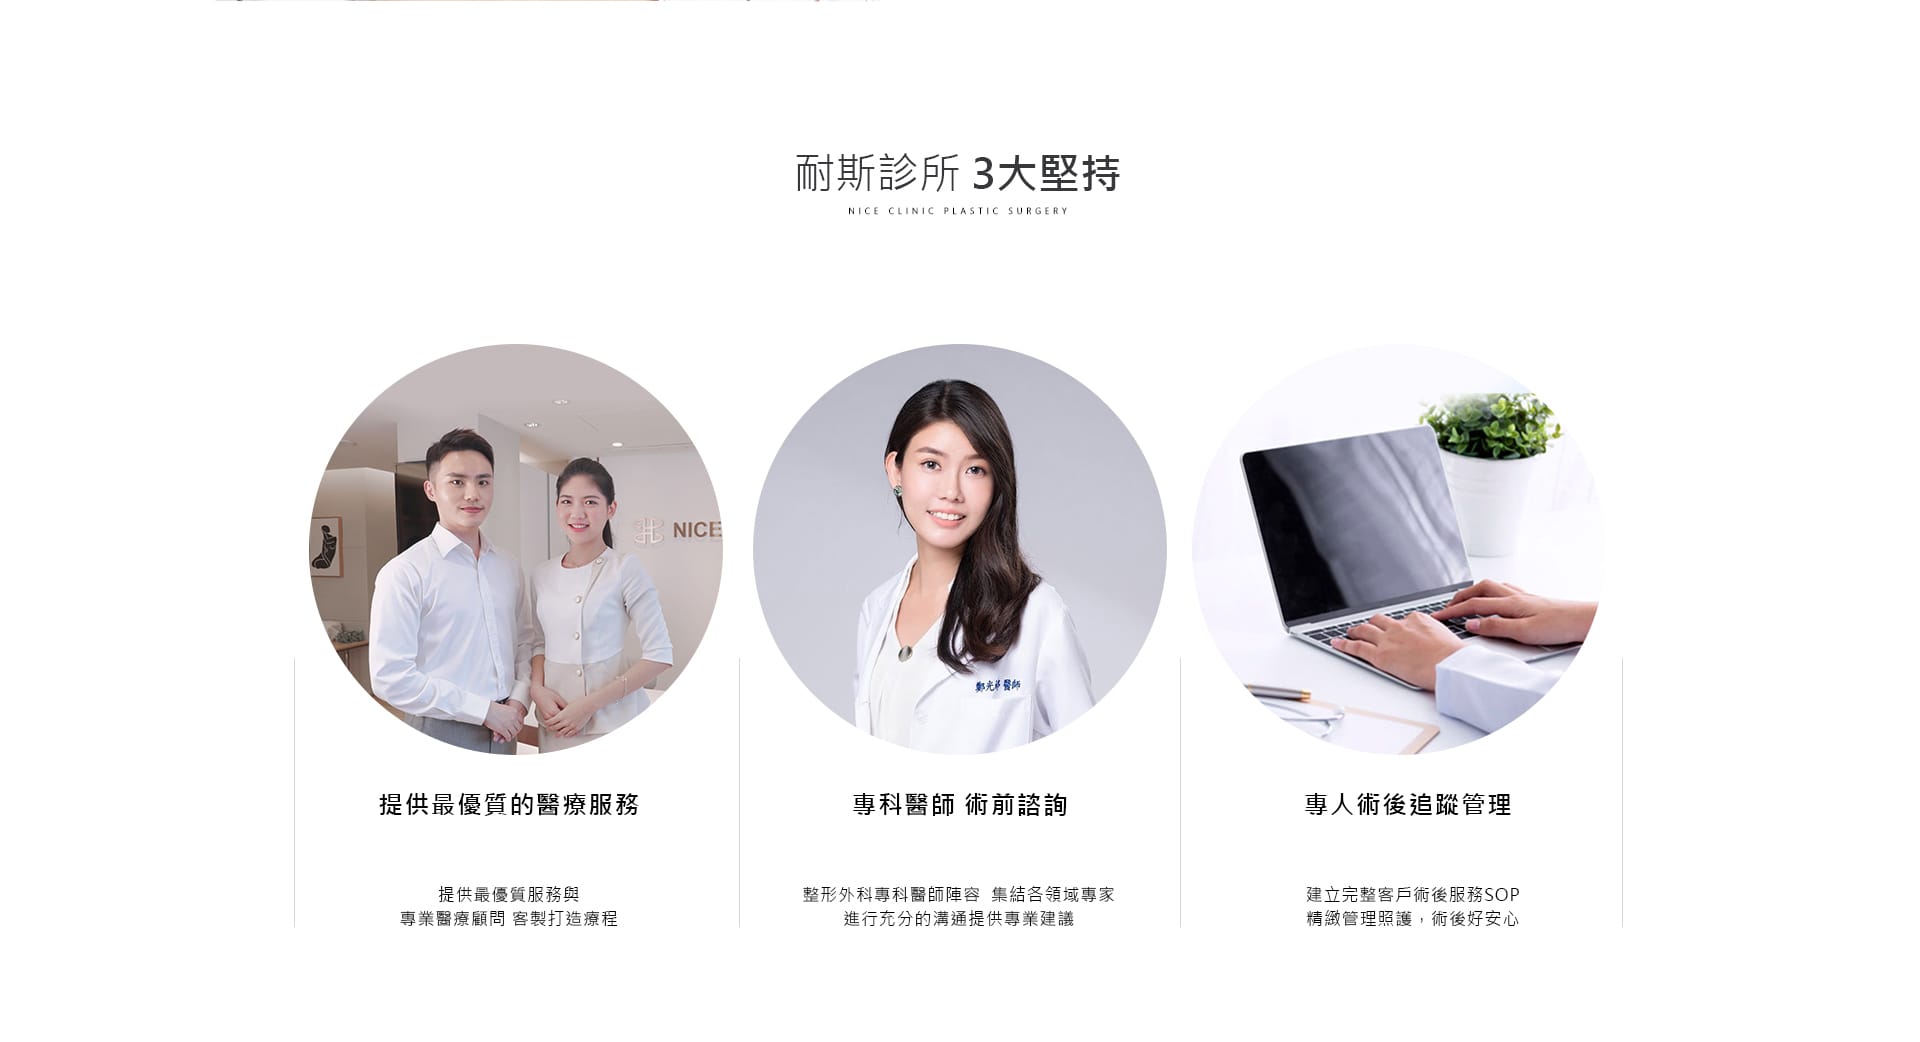 耐斯診所 3大堅持
NICE CLINIC PLASTIC SURGERY
NICE
提供最優質的醫療服務
專科醫師 術前諮詢
專人術後追蹤管理
提供最優質服務與
專業醫療顧問 客製打造療程
整形外科專科醫師陣容 集結各領域專家
進行充分的溝通提供專業建議
建立完整客戶術後服務SOP
精緻管理照護，術後好安心